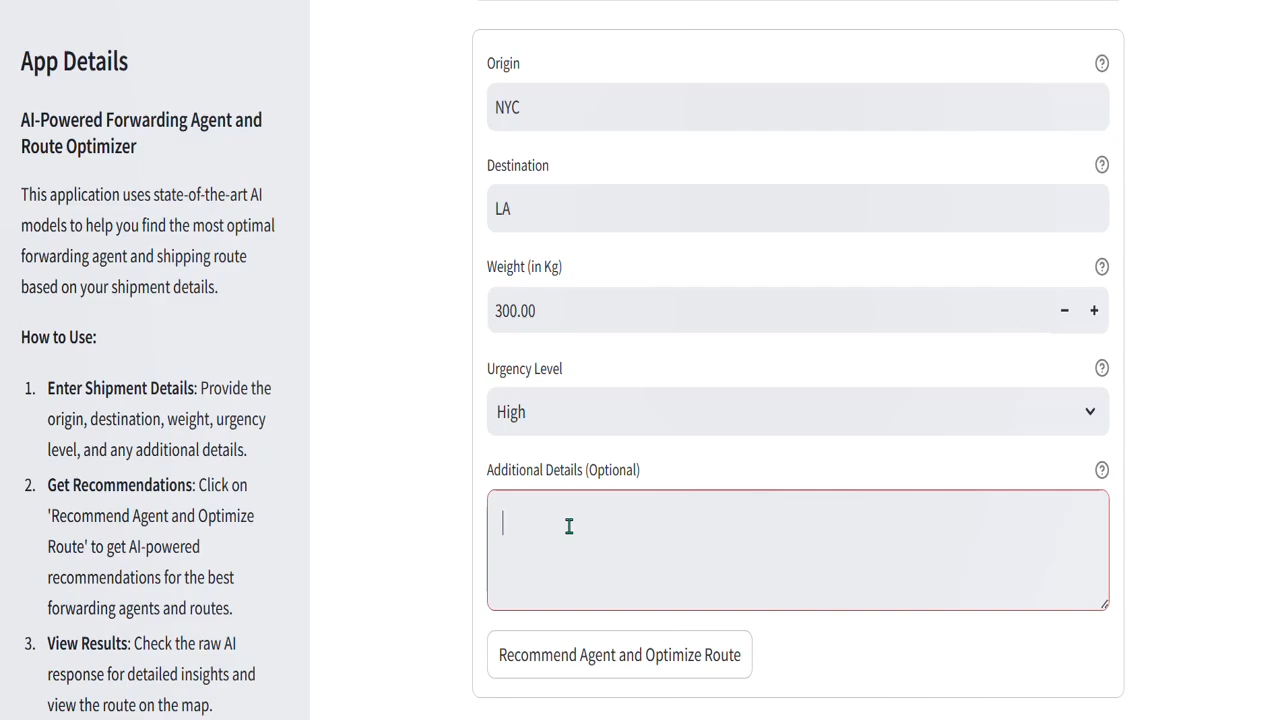 App Details
AI-Powered Forwarding Agent and
Route Optimizer
This application uses state-of-the-art AI
models to help you find the most optimal
forwarding agent and shipping route
based on your shipment details.
How to Use:
1. Enter Shipment Details: Provide the
origin, destination, weight, urgency
level, and any additional details.
2. Get Recommendations: Click on
'Recommend Agent and Optimize
Route' to get AI-powered
recommendations for the best
forwarding agents and routes.
3. View Results: Check the raw AI
response for detailed insights and
view the route on the map.
Origin
NYC
Destination
LA
Weight (in Kg)
300.00
Urgency Level
High
Additional Details (Optional)
Recommend Agent and Optimize Route